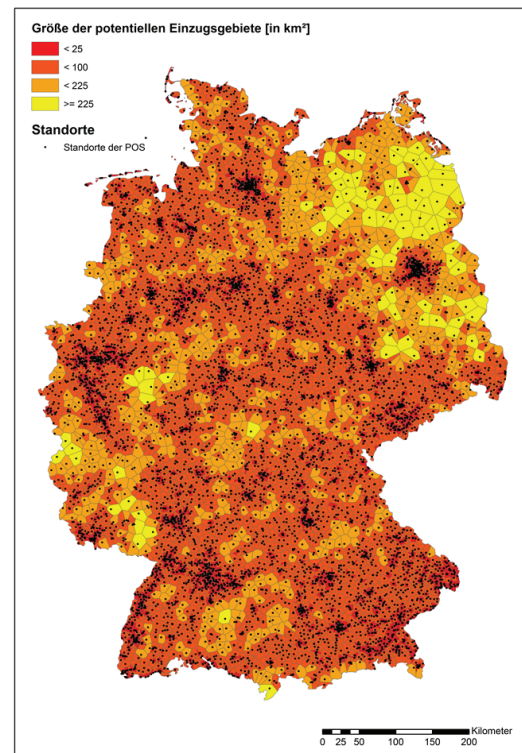 Größe der potentiellen Einzugsgebiete [in km²]
< 25
< 100
< 225
>= 225
Standorte
Standorte der POS
Kilometer
0 25 50 100 150 200